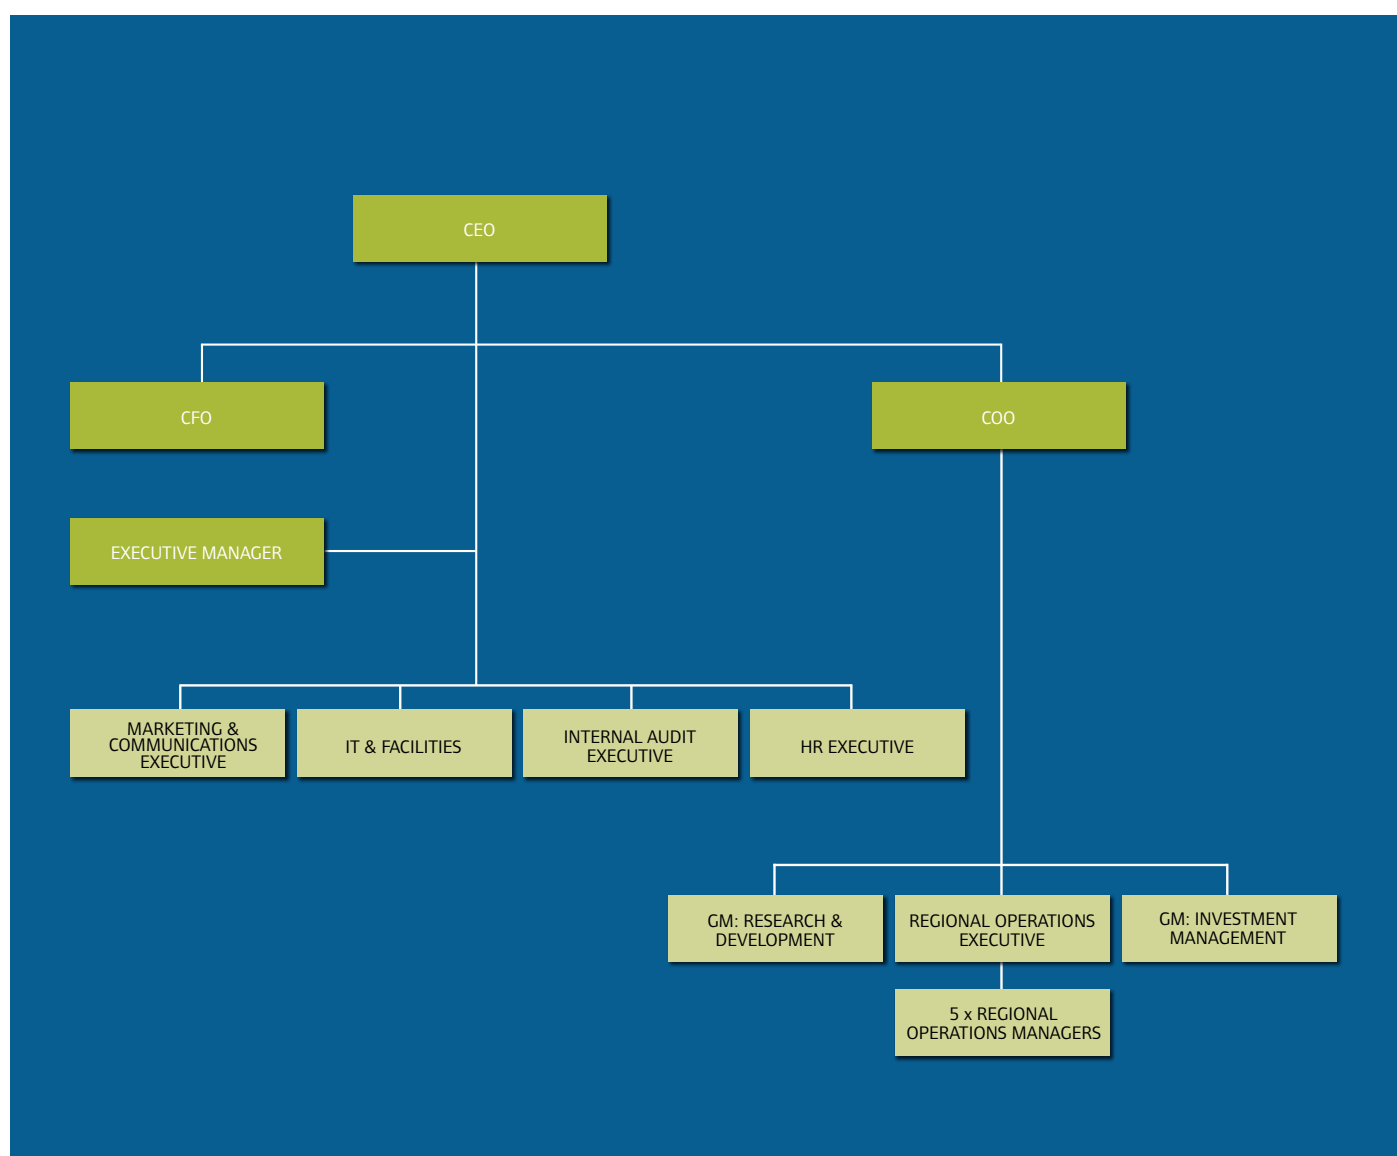 CEO
CFO
COO
EXECUTIVE MANAGER
MARKETING &
COMMUNICATIONS
EXECUTIVE
IT & FACILITIES
INTERNAL AUDIT
EXECUTIVE
HR EXECUTIVE
GM: RESEARCH &
DEVELOPMENT
REGIONAL OPERATIONS
EXECUTIVE
GM: INVESTMENT
MANAGEMENT
5 x REGIONAL
OPERATIONS MANAGERS